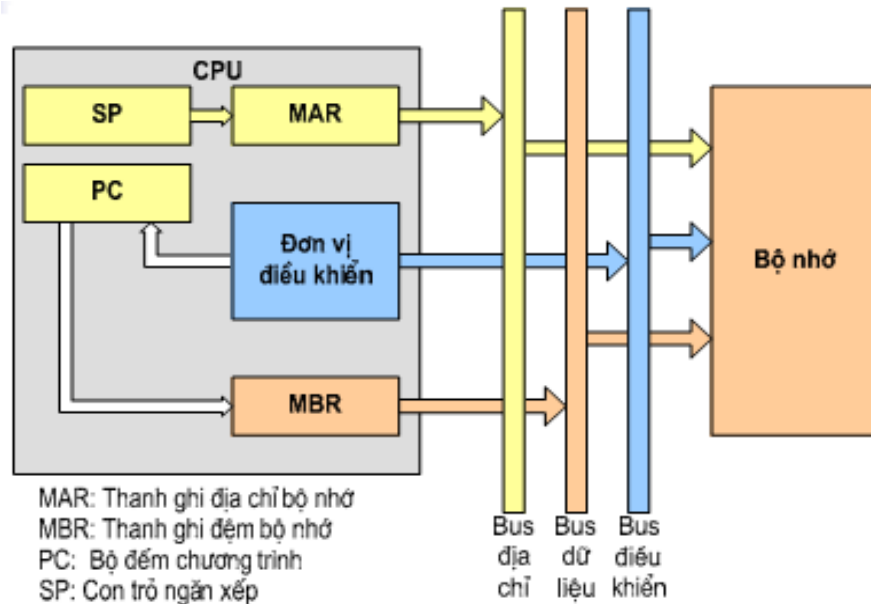 CPU
SP
MAR
PC
Đơn vị
điều khiển
Bộ nhớ
MBR
MAR: Thanh ghi địa chỉ bộ nhớ
MBR: Thanh ghi đệm bộ nhớ
PC: Bộ đếm chương trình
SP: Con trỏ ngăn xếp
Bus
địa
chỉ
Bus
dữ
liệu
Bus
điều
khiển